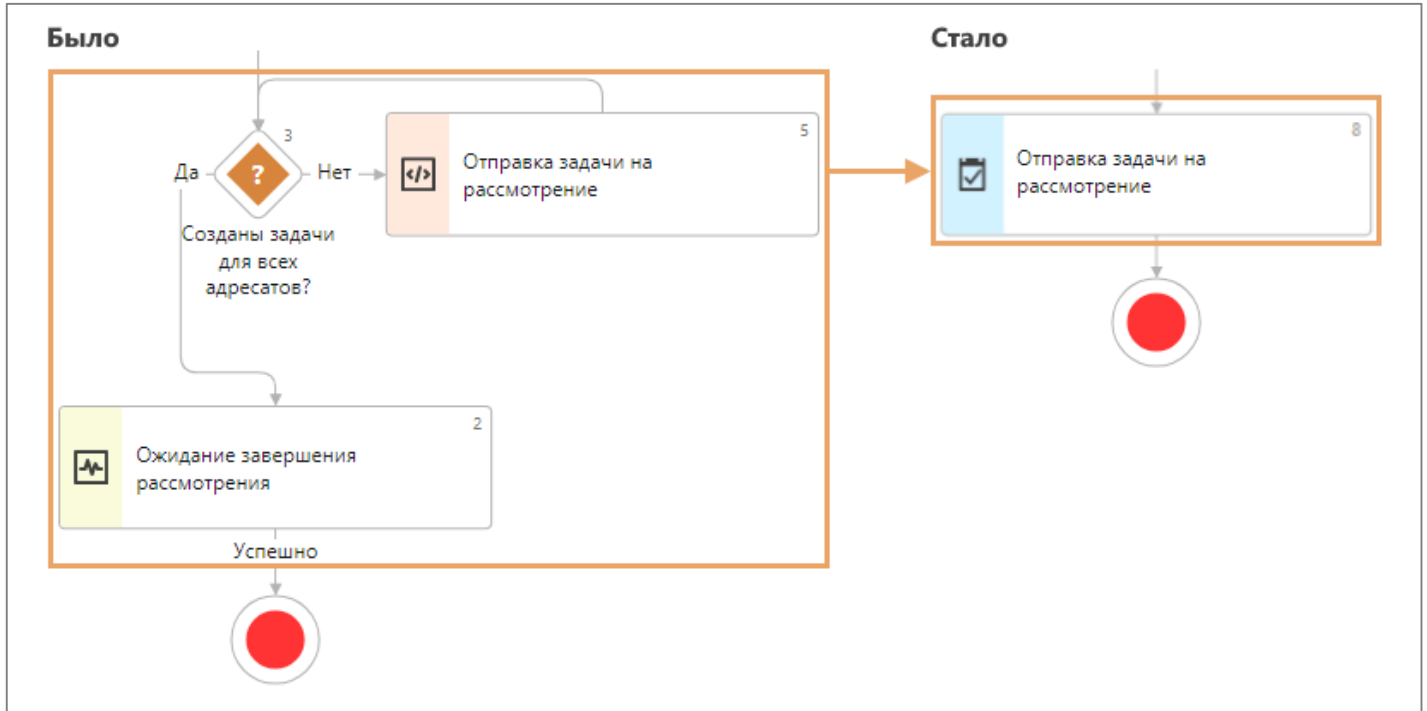 Было
Стало
3
?
Да
Нет
Созданы задачи
для всех
адресатов?
5
</>
Отправка задачи на
рассмотрение
8
Отправка задачи на
рассмотрение
2
Ожидание завершения
рассмотрения
Успешно